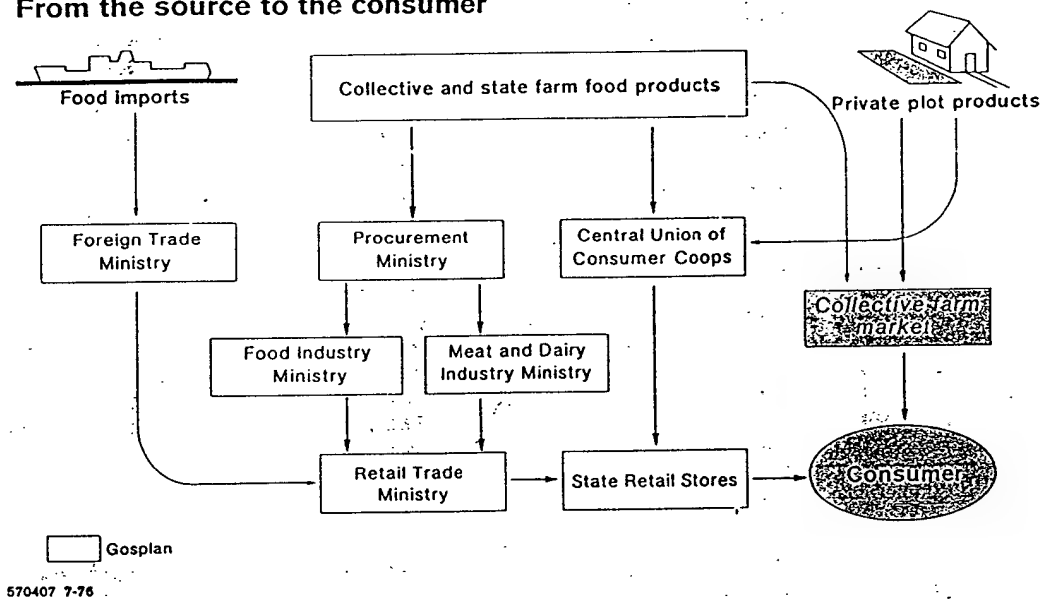 From the source to the consumer
Food imports
Collective and state farm food products
Private plot products
Foreign Trade
Ministry
Procurement
Ministry
Central Union of
Consumer Coops
Collective farm
market
Food Industry
Ministry
Meat and Dairy
Industry Ministry
Retail Trade
Ministry
State Retail Stores
Consumer
Gosplan
570407 7-76